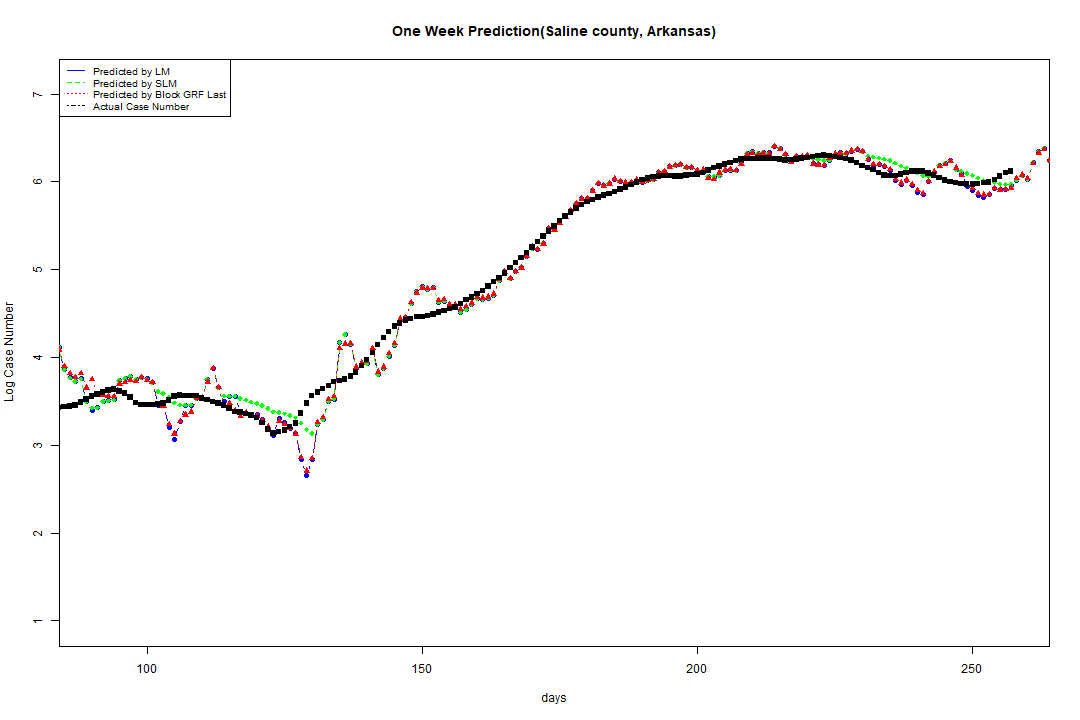 One Week Prediction(Saline county, Arkansas)
Predicted by LM
Predicted by SLM
Predicted by Block GRF Last
Actual Case Number
7
6
5
4
3
2
1
Log Case Number
100 150 200 250
days